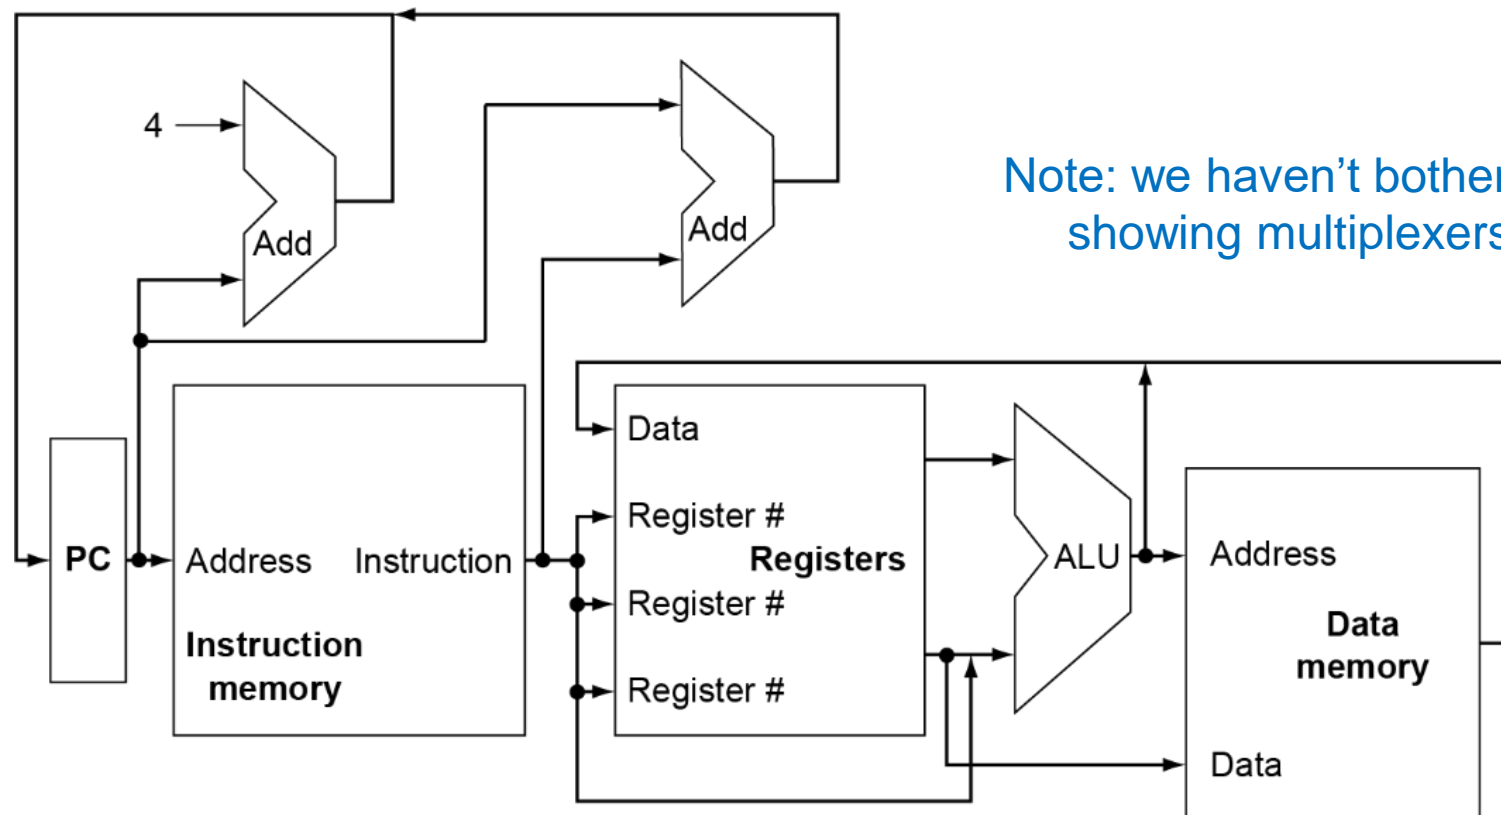 4
Add
Add
Note: we haven't bother
showing multiplexers
Data
Register #
PC
Address
Instruction
Registers
ALU
Address
Register #
Instruction
memory
Data
memory
Register #
Data